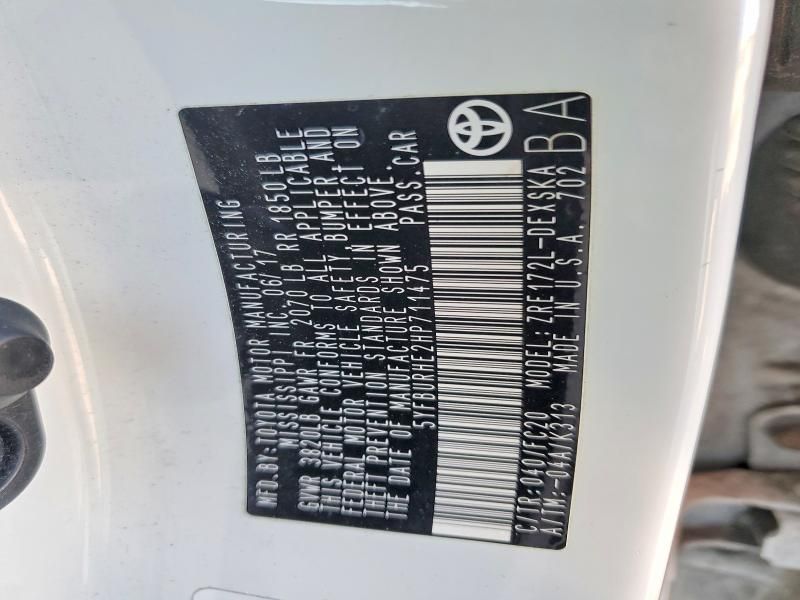 MFD.BY: TOYOTA MOTOR MANUFACTURING
MISSISSIPPI INC. 06/17
GVWR 3820LB GAWR FR 2070LB RR 1850LB
THIS VEHICLE CONFORMS TO ALL APPLICABLE
FEDERAL MOTOR VEHICLE SAFETY BUMPER AND
THEFT PREVENTION STANDARDS IN EFFECT ON
THE DATE OF MANUFACTURE SHOWN ABOVE.
5YFBURHE2HP711475 PASS.CAR
C/TR: 040/FC20 MODEL: ZRE172L-DEXSKA
A/TM: -04A/K313 MADE IN U.S.A. 702
BA